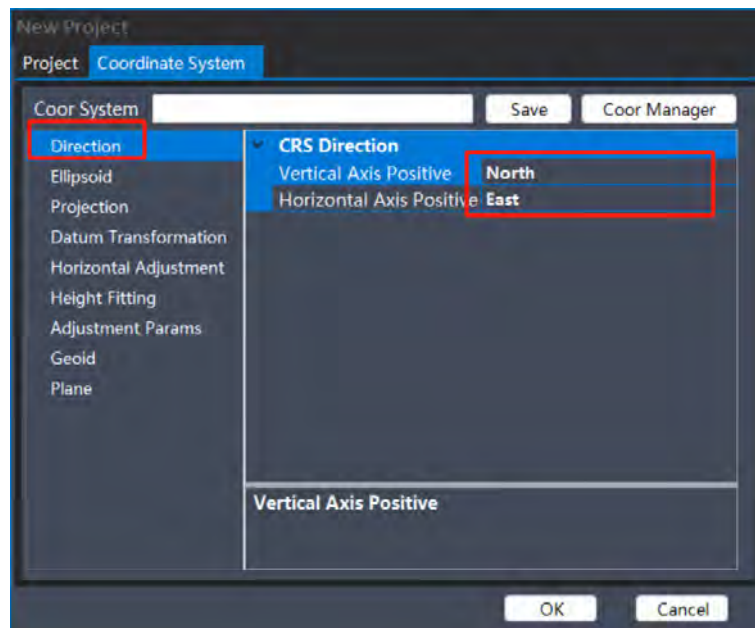 New Project
Project Coordinate System
Coor System Save Coor Manager
Direction
Ellipsoid
Projection
Datum Transformation
Horizontal Adjustment
Height Fitting
Adjustment Params
Geoid
Plane
CRS Direction
Vertical Axis Positive North
Horizontal Axis Positive East
Vertical Axis Positive
OK Cancel